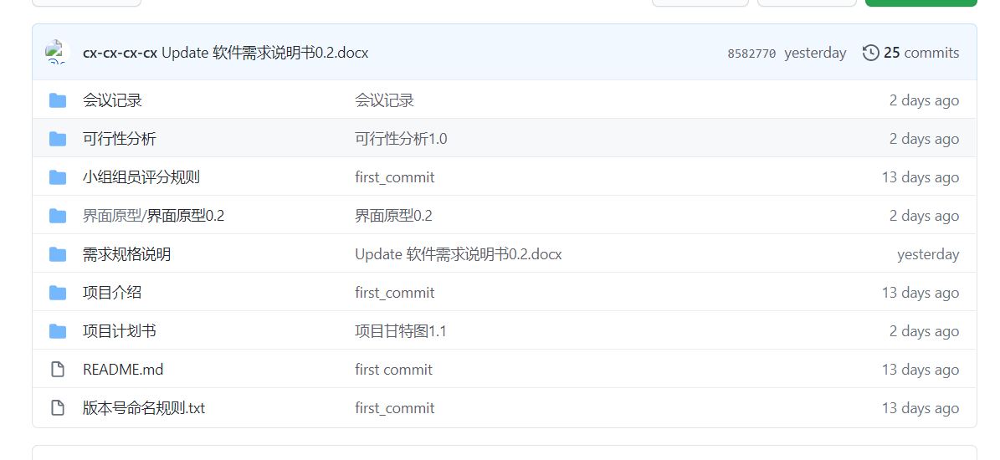 cx-cx-cx-cx Update 软件需求说明书0.2.docx 8582770 yesterday 25 commits
会议记录 会议记录 2 days ago
可行性分析 可行性分析1.0 2 days ago
小组组员评分规则 first_commit 13 days ago
界面原型/界面原型0.2 界面原型0.2 2 days ago
需求规格说明 Update 软件需求说明书0.2.docx yesterday
项目介绍 first_commit 13 days ago
项目计划书 项目甘特图1.1 2 days ago
README.md first commit 13 days ago
版本号命名规则.txt first_commit 13 days ago